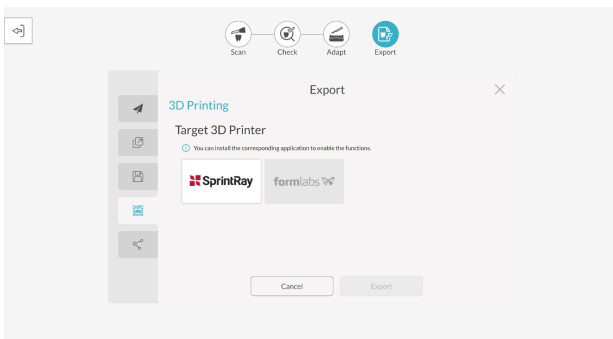 Scan
Check
Adapt
Export
Export
3D Printing
Target 3D Printer
You can install the corresponding application to enable the functions.
SprintRay
formlabs
Cancel
Export